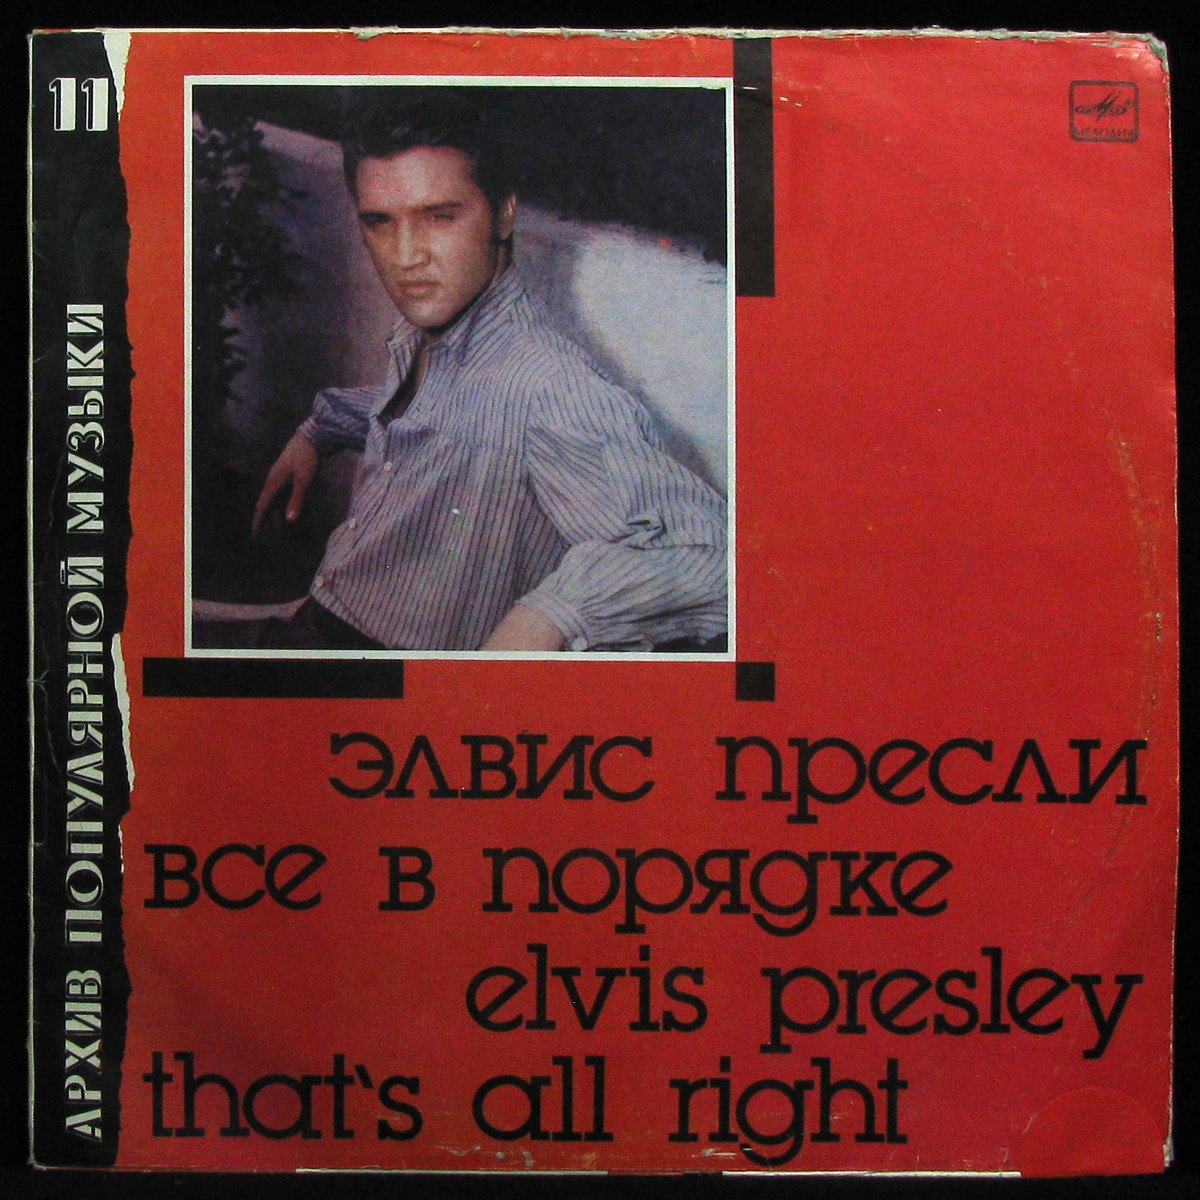 11
АРХИВ ПОПУЛЯРНОЙ МУЗЫКИ
МЕЛОДИЯ
элвис пресли
все в порядке
elvis presley
that's all right